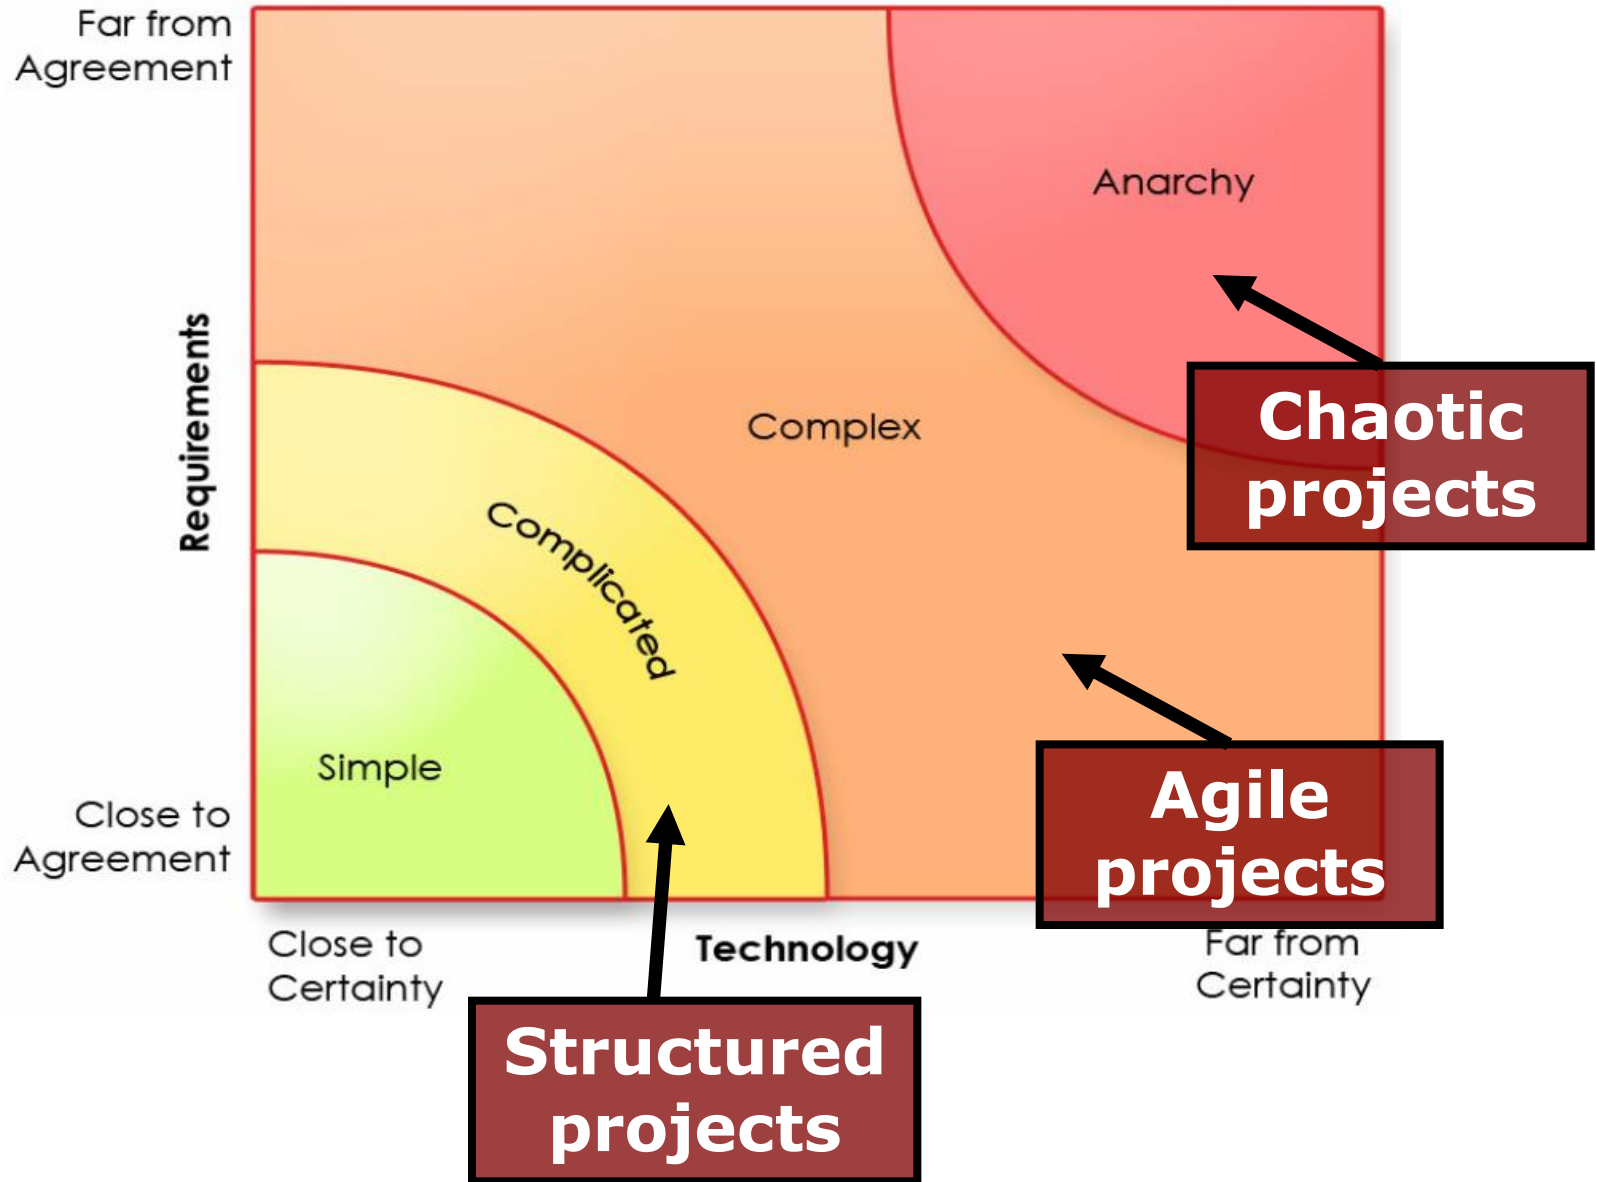 Far from
Agreement
Anarchy
Requirements
Chaotic
projects
Complex
Complicated
Simple
Agile
projects
Close to
Agreement
Close to
Certainty
Technology
Far from
Certainty
Structured
projects